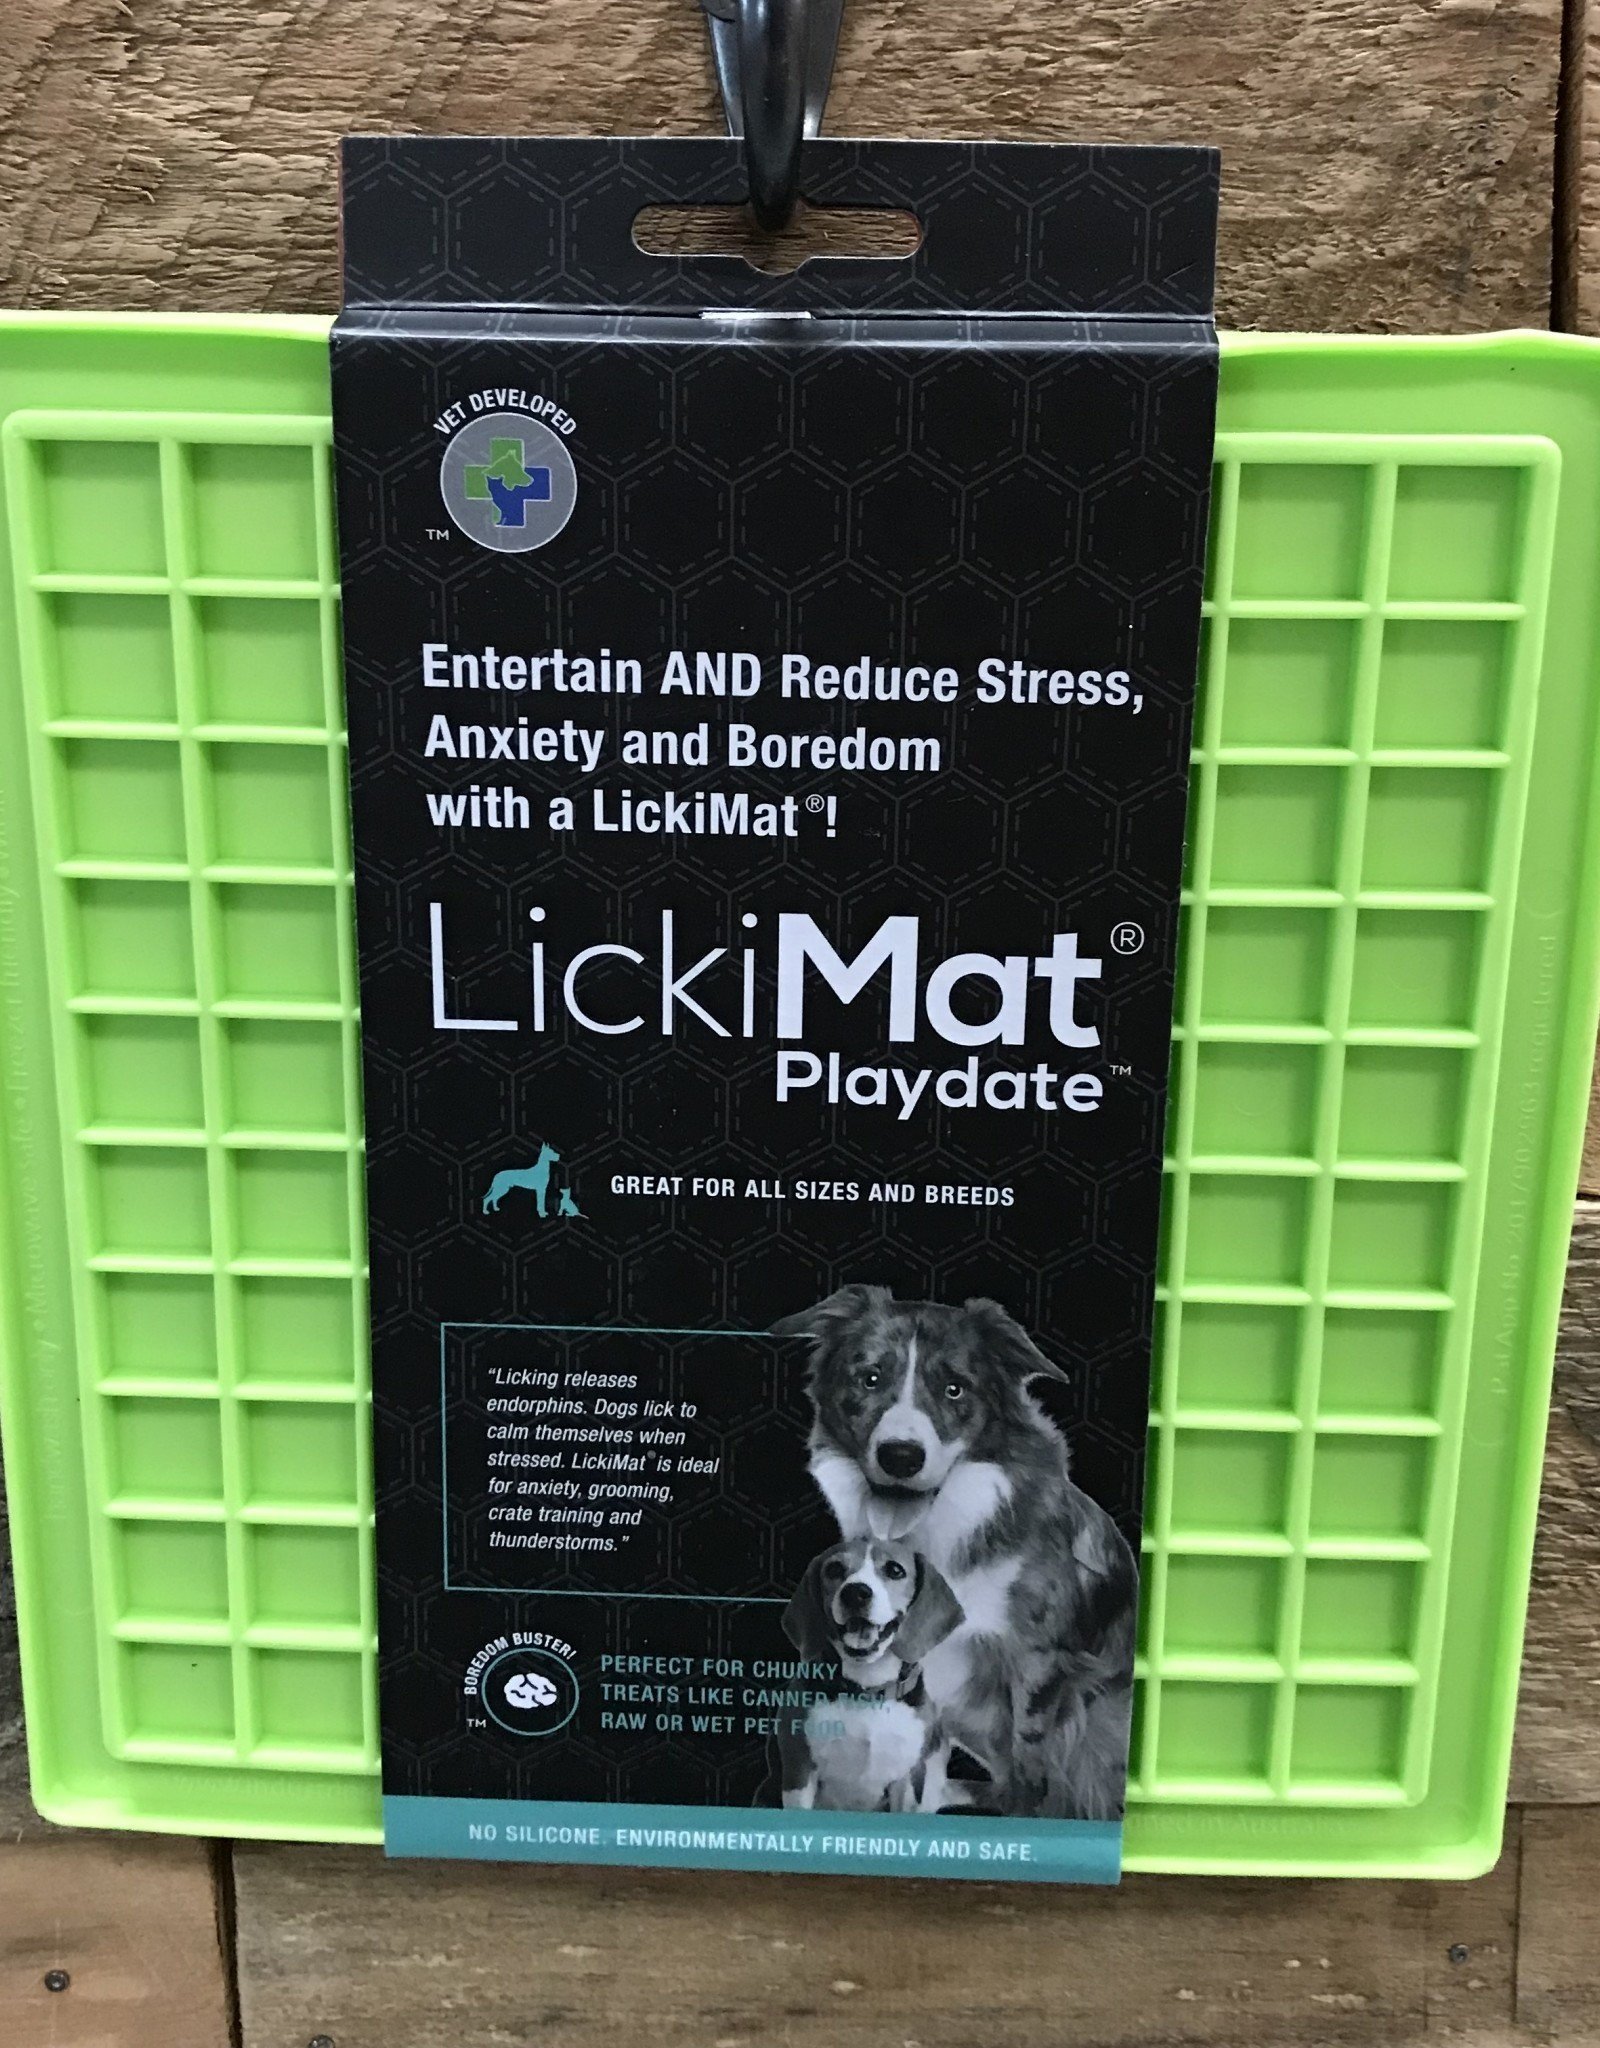 VET DEVELOPED
TM
Entertain AND Reduce Stress,
Anxiety and Boredom
with a LickiMat®!
LickiMat®
Playdate™
GREAT FOR ALL SIZES AND BREEDS
"Licking releases
endorphins. Dogs lick to
calm themselves when
stressed. LickiMat® is ideal
for anxiety, grooming,
crate training and
thunderstorms."
BOREDOM BUSTER!
TM
PERFECT FOR CHUNKY
TREATS LIKE CANNED FISH,
RAW OR WET PET FOOD
NO SILICONE. ENVIRONMENTALLY FRIENDLY AND SAFE.